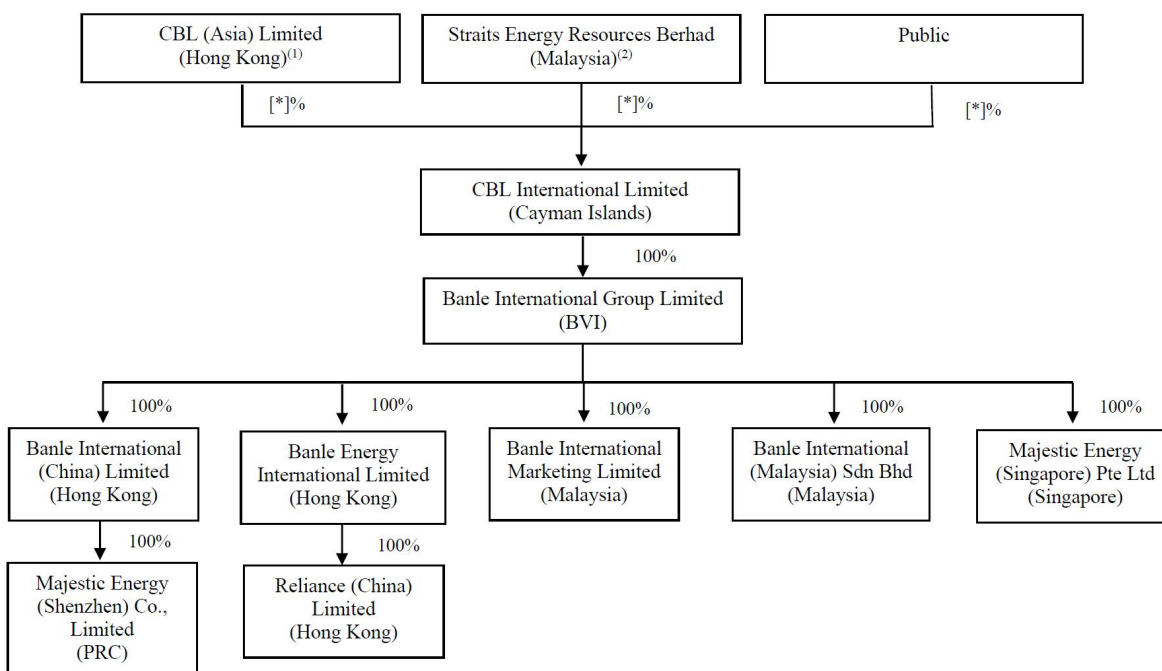 CBL (Asia) Limited
(Hong Kong)(1)
Straits Energy Resources Berhad
(Malaysia)(2)
Public
[*]%
[*]%
[*]%
CBL International Limited
(Cayman Islands)
100%
Banle International Group Limited
(BVI)
100%
100%
100%
100%
100%
Banle International
(China) Limited
(Hong Kong)
Banle Energy
International Limited
(Hong Kong)
Banle International
Marketing Limited
(Malaysia)
Banle International
(Malaysia) Sdn Bhd
(Malaysia)
Majestic Energy
(Singapore) Pte Ltd
(Singapore)
100%
100%
Majestic Energy
(Shenzhen) Co.,
Limited
(PRC)
Reliance (China)
Limited
(Hong Kong)